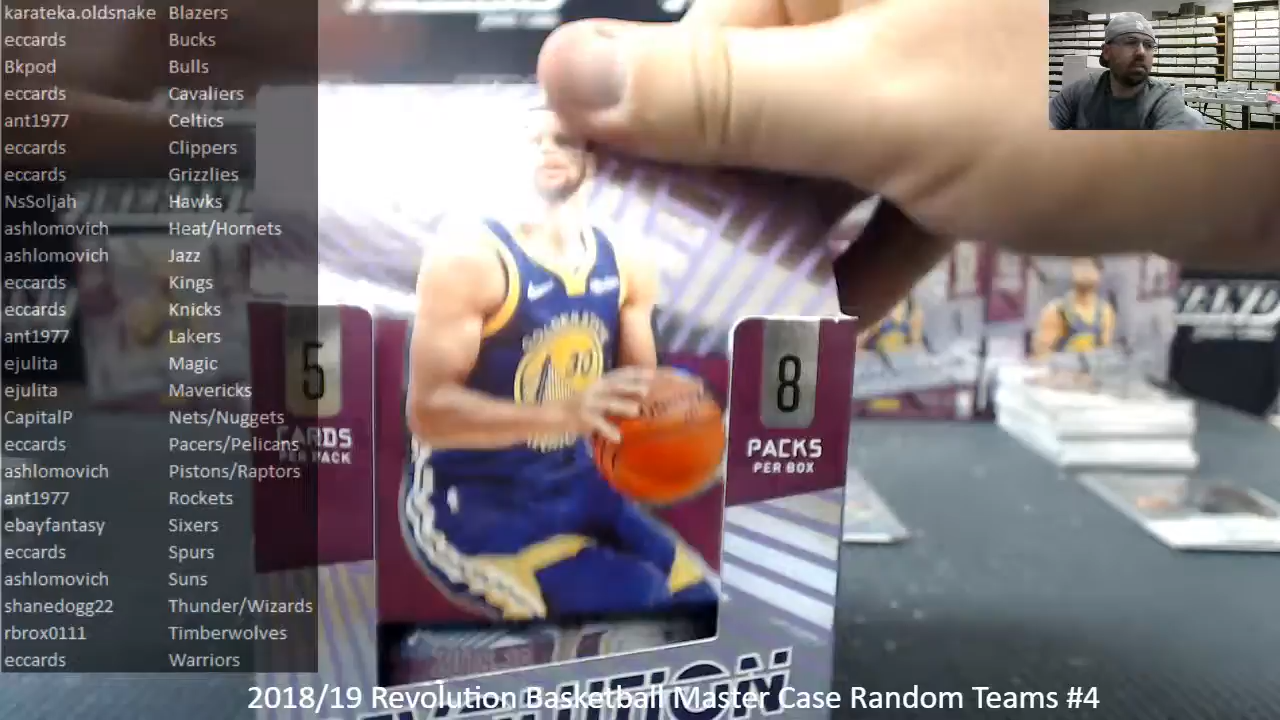 karateka.oldsnake Blazers
eccards Bucks
Bkpod Bulls
eccards Cavaliers
ant1977 Celtics
eccards Clippers
eccards Grizzlies
NsSoljah Hawks
ashlomovich Heat/Hornets
ashlomovich Jazz
eccards Kings
eccards Knicks
ant1977 Lakers
ejulita Magic
ejulita Mavericks
CapitalP Nets/Nuggets
eccards Pacers/Pelicans
ashlomovich Pistons/Raptors
ant1977 Rockets
ebayfantasy Sixers
eccards Spurs
ashlomovich Suns
shanedogg22 Thunder/Wizards
rbrox0111 Timberwolves
eccards Warriors
5
CARDS
PER PACK
30
8
PACKS
PER BOX
2018/19 Revolution Basketball Master Case Random Teams #4